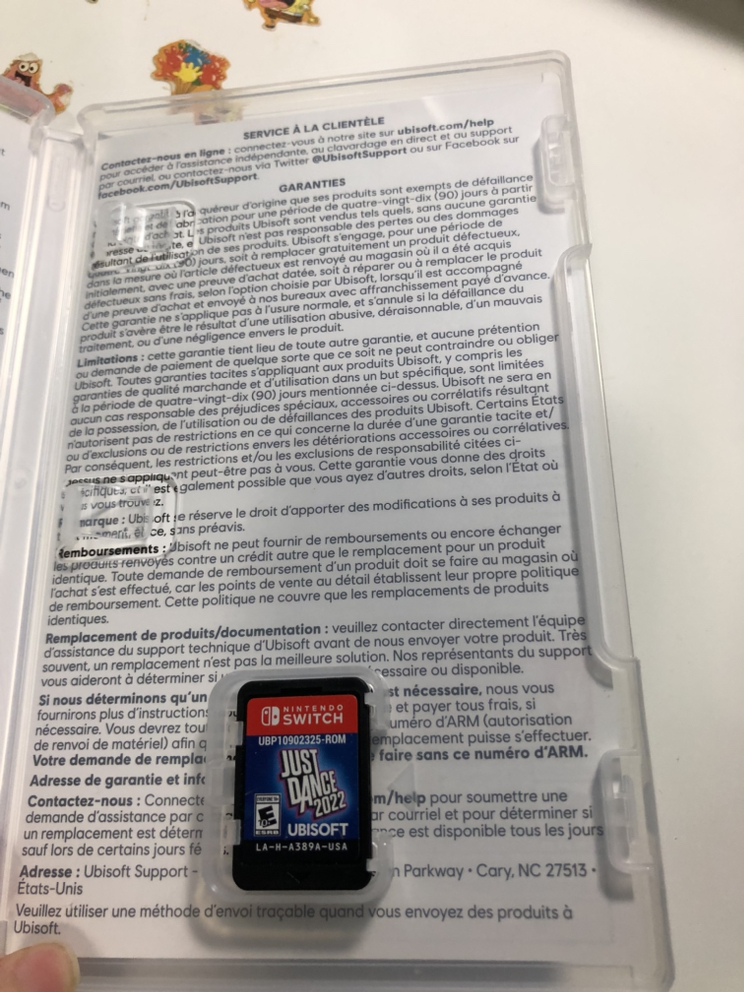 SERVICE À LA CLIENTÈLE
Contactez-nous en ligne : connectez-vous à notre site sur ubisoft.com/help
pour accéder à l'assistance indépendante, au clavardage en direct et au support
par courriel, ou contactez-nous via Twitter @UbisoftSupport ou sur Facebook sur
facebook.com/UbisoftSupport.
GARANTIES
à l'acquéreur d'origine que ses produits sont exempts de défaillance
de fabrication pour une période de quatre-vingt-dix (90) jours à partir
d'achat. Les produits Ubisoft sont vendus tels quels, sans aucune garantie
e Ubisoft n'est pas responsable des pertes ou des dommages
résultant de l'utilisation de ses produits. Ubisoft s'engage, pour une période de
(90) jours, soit à remplacer gratuitement un produit défectueux,
dans la mesure où l'article défectueux est renvoyé au magasin où il a été acquis
initialement, avec une preuve d'achat datée, soit à réparer ou à remplacer le produit
défectueux sans frais, selon l'option choisie par Ubisoft, lorsqu'il est accompagné
d'une preuve d'achat et envoyé à nos bureaux avec affranchissement payé d'avance.
Cette garantie ne s'applique pas à l'usure normale, et s'annule si la défaillance du
produit s'avère être le résultat d'une utilisation abusive, déraisonnable, d'un mauvais
traitement, ou d'une négligence envers le produit.
Limitations : cette garantie tient lieu de toute autre garantie, et aucune prétention
ou demande de paiement de quelque sorte que ce soit ne peut contraindre ou obliger
Ubisoft. Toutes garanties tacites s'appliquant aux produits Ubisoft, y compris les
garanties de qualité marchande et d'utilisation dans un but spécifique, sont limitées
à la période de quatre-vingt-dix (90) jours mentionnée ci-dessus. Ubisoft ne sera en
aucun cas responsable des préjudices spéciaux, accessoires ou corrélatifs résultant
de la possession, de l'utilisation ou de défaillances des produits Ubisoft. Certains États
n'autorisent pas de restrictions en ce qui concerne la durée d'une garantie tacite et/
ou d'exclusions ou de restrictions envers les détériorations accessoires ou corrélatives.
Par conséquent, les restrictions et/ou les exclusions de responsabilité citées ci-
dessus ne s'appliquent peut-être pas à vous. Cette garantie vous donne des droits
spécifiques, et il est également possible que vous ayez d'autres droits, selon l'État où
vous vous trouvez.
Remarque : Ubisoft se réserve le droit d'apporter des modifications à ses produits à
tout moment, et ce, sans préavis.
Remboursements : Ubisoft ne peut fournir de remboursements ou encore échanger
les produits renvoyés contre un crédit autre que le remplacement pour un produit
identique. Toute demande de remboursement d'un produit doit se faire au magasin où
l'achat s'est effectué, car les points de vente au détail établissent leur propre politique
de remboursement. Cette politique ne couvre que les remplacements de produits
identiques.
Remplacement de produits/documentation : veuillez contacter directement l'équipe
d'assistance du support technique d'Ubisoft avant de nous envoyer votre produit. Très
souvent, un remplacement n'est pas la meilleure solution. Nos représentants du support
vous aideront à déterminer si nécessaire ou disponible.
Si nous déterminons qu'un est nécessaire, nous vous
fournirons plus d'instructions et payer tous frais, si
nécessaire. Vous devrez tout numéro d'ARM (autorisation
de renvoi de matériel) afin q remplacement puisse s'effectuer.
Votre demande de rempla faire sans ce numéro d'ARM.
Adresse de garantie et info
Contactez-nous : Connecte m/help pour soumettre une
demande d'assistance par c ar courriel et pour déterminer si
un remplacement est déterm nce est disponible tous les jours
sauf lors de certains jours fé
Adresse : Ubisoft Support - n Parkway • Cary, NC 27513 •
États-Unis
Veuillez utiliser une méthode d'envoi traçable quand vous envoyez des produits à
Ubisoft.
NINTENDO
SWITCH
UBP10902325-ROM
JUST
DANCE
2022
EVERYONE 10+
E
10+
ESRB
UBISOFT
LA-H-A389A-USA